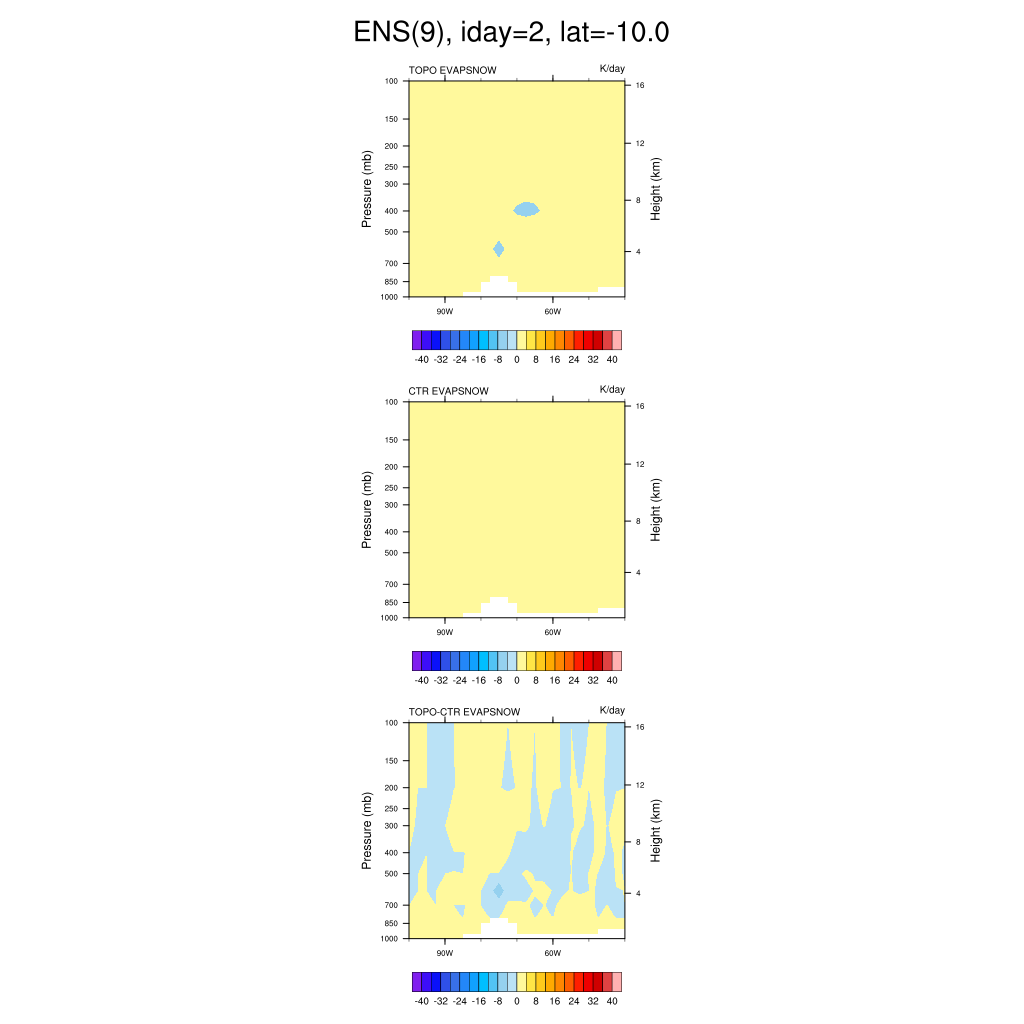 ENS(9), iday=2, lat=-10.0
TOPO EVAPSNOW K/day
100
150
200
250
300
400
500
700
850
1000
Pressure (mb)
16
12
8
4
Height (km)
90W 60W
-40 -32 -24 -16 -8 0 8 16 24 32 40
CTR EVAPSNOW K/day
100
150
200
250
300
400
500
700
850
1000
Pressure (mb)
16
12
8
4
Height (km)
90W 60W
-40 -32 -24 -16 -8 0 8 16 24 32 40
TOPO-CTR EVAPSNOW K/day
100
150
200
250
300
400
500
700
850
1000
Pressure (mb)
16
12
8
4
Height (km)
90W 60W
-40 -32 -24 -16 -8 0 8 16 24 32 40